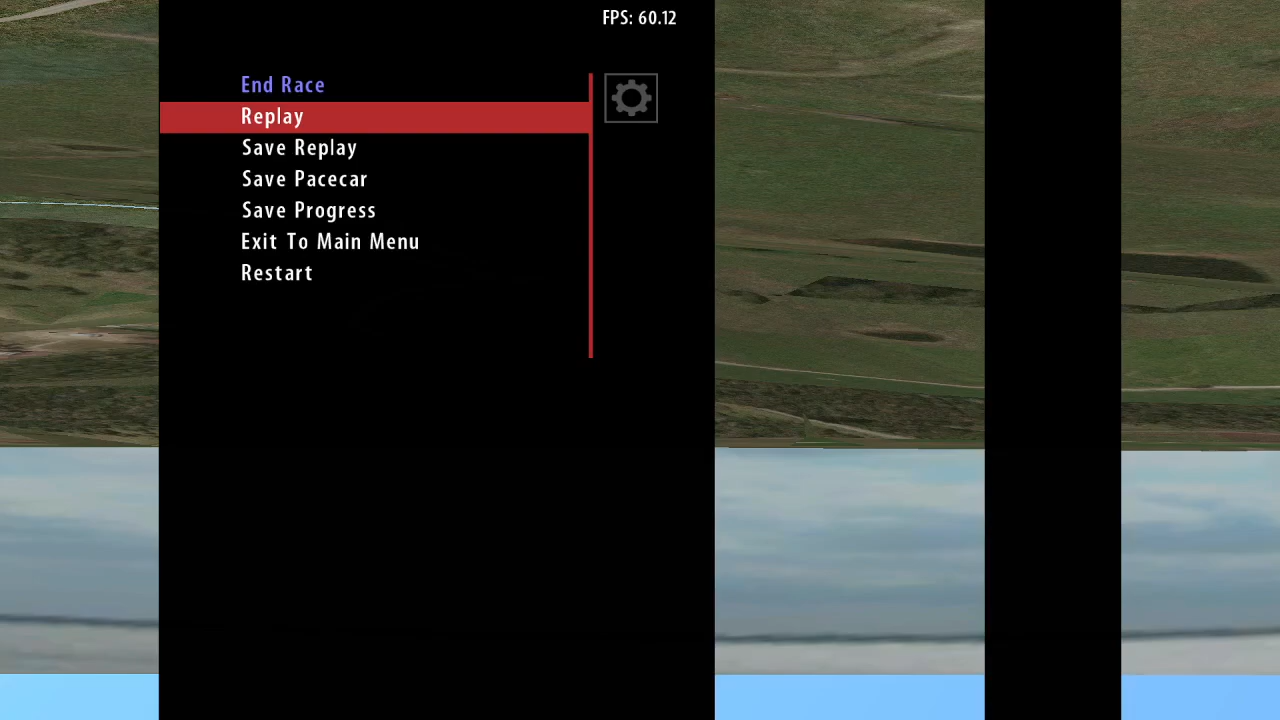 FPS: 60.12
End Race
Replay
Save Replay
Save Pacecar
Save Progress
Exit To Main Menu
Restart